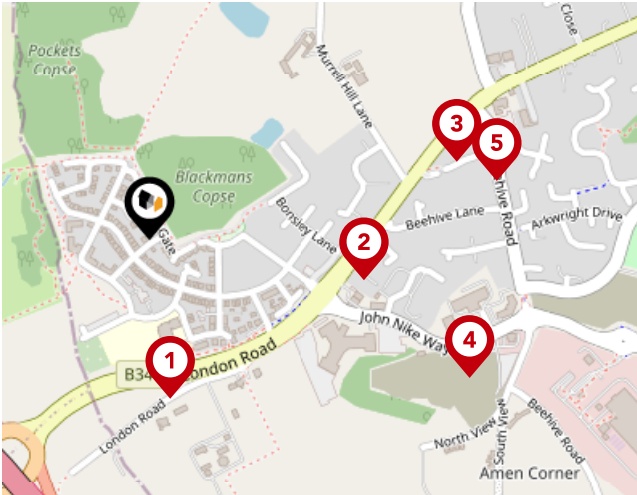 Close
Pockets
Copse
Murrell Hill Lane
3
5
Blackmans
Copse
Bonsley Lane
Beehive Lane
hive Road
Arkwright Drive
Gate
2
John Nike Way
4
1
B34
London Road
London Road
North View
South View
Beehive Road
Amen Corner